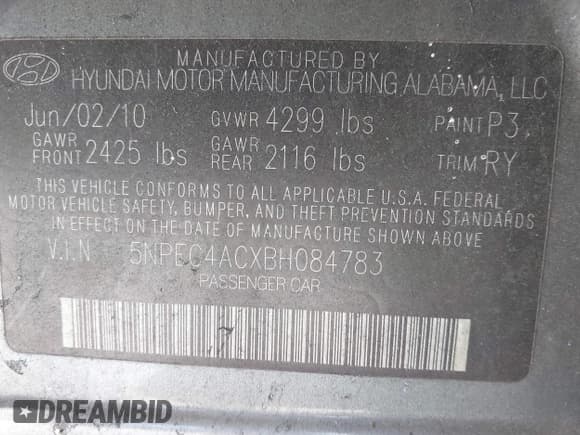 MANUFACTURED BY
HYUNDAI MOTOR MANUFACTURING ALABAMA, LLC
Jun/02/10 GVWR 4299 lbs PAINT P3
GAWR FRONT 2425 lbs GAWR REAR 2116 lbs TRIM RY
THIS VEHICLE CONFORMS TO ALL APPLICABLE U.S.A. FEDERAL
MOTOR VEHICLE SAFETY, BUMPER, AND THEFT PREVENTION STANDARDS
IN EFFECT ON THE DATE OF MANUFACTURE SHOWN ABOVE
V.I.N 5NPEC4ACXBH084783
PASSENGER CAR
DREAMBID